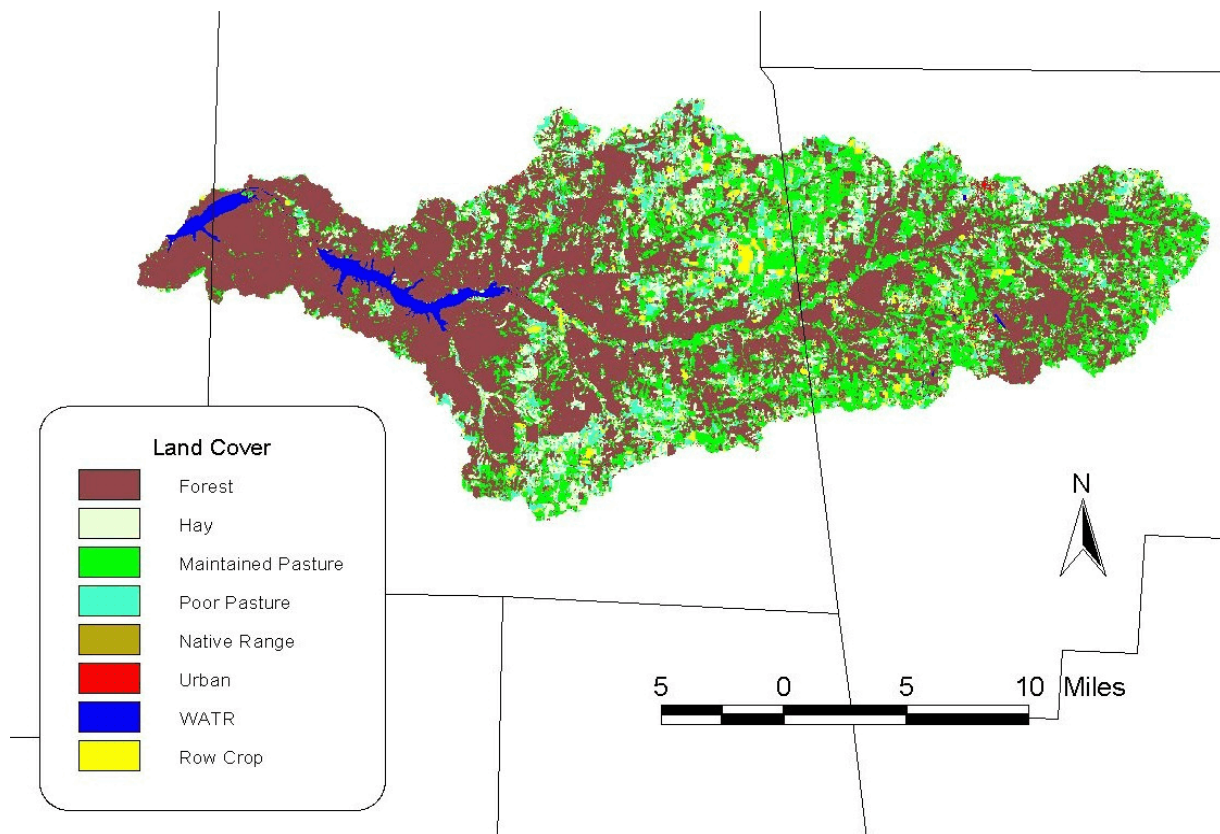 Land Cover
Forest
Hay
Maintained Pasture
Poor Pasture
Native Range
Urban
WATR
Row Crop
N
5 0 5 10 Miles